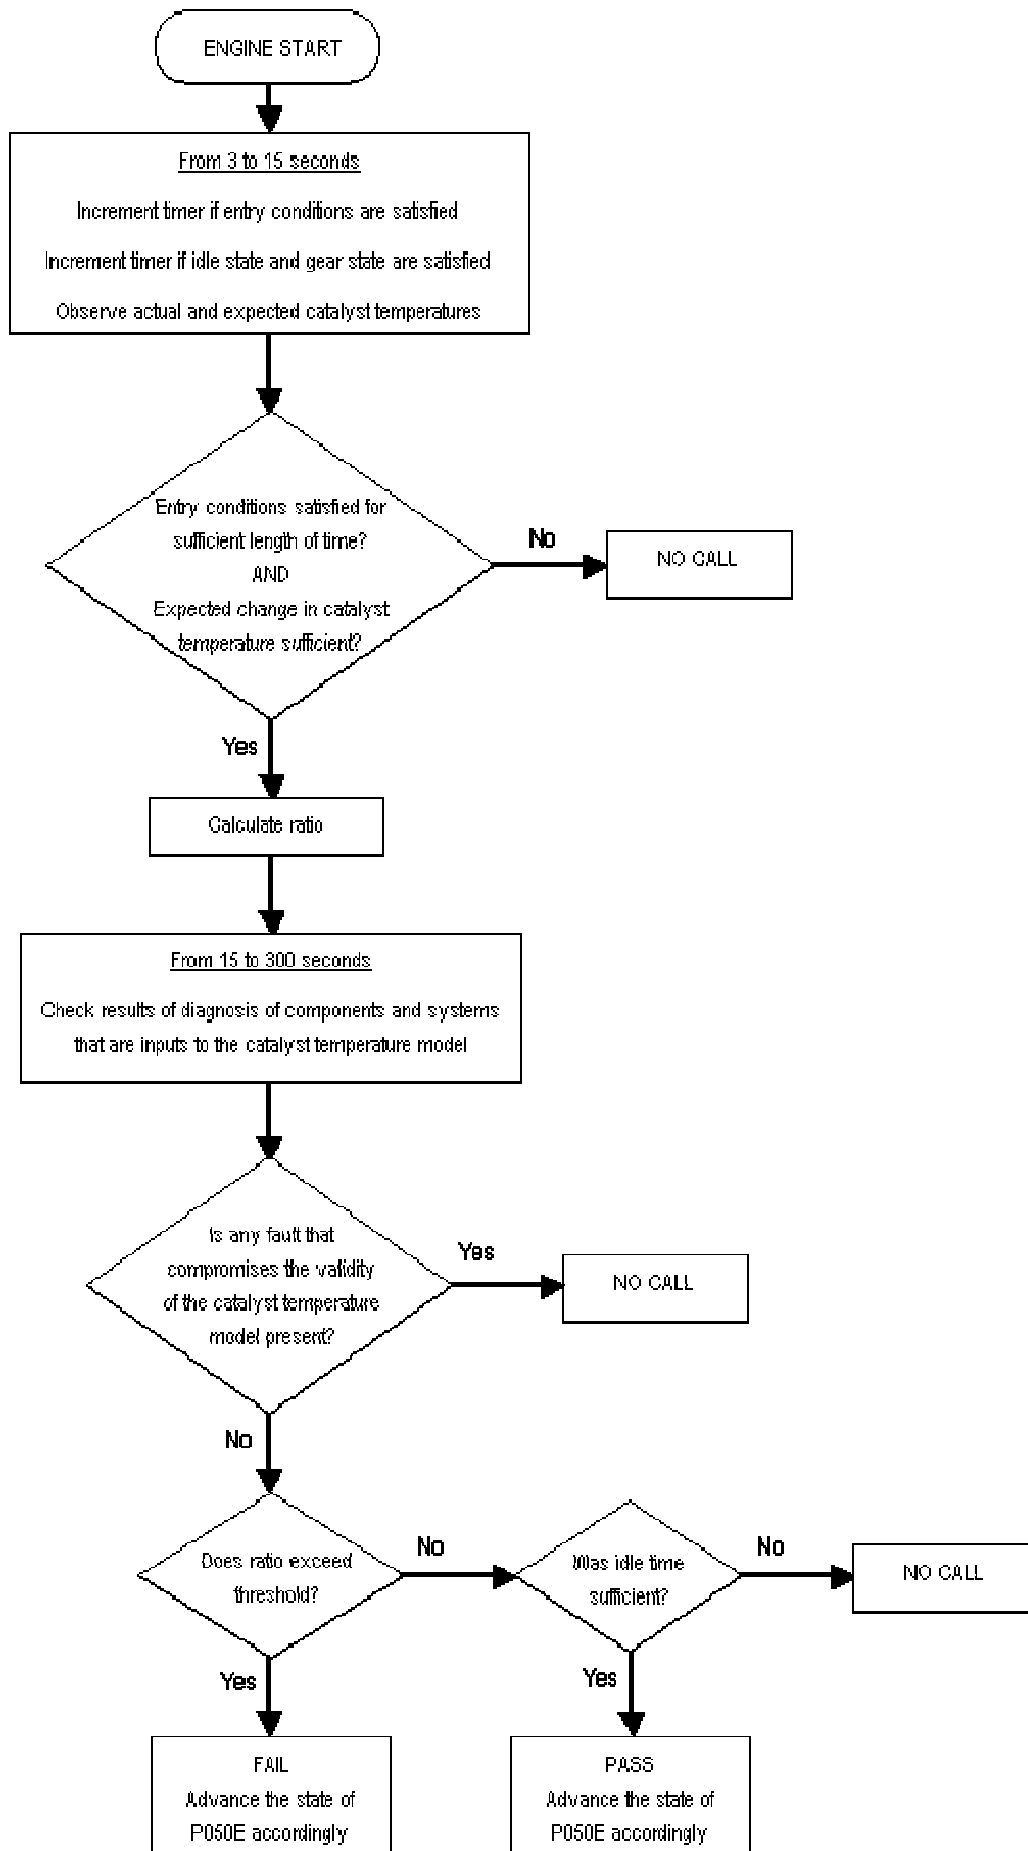 ENGINE START
From 3 to 15 seconds
Increment timer if entry conditions are satisfied
Increment timer if idle state and gear state are satisfied
Observe actual and expected catalyst temperatures
Entry conditions satisfied for
sufficient length of time?
AND
Expected change in catalyst
temperature sufficient?
No
NO CALL
Yes
Calculate ratio
From 15 to 300 seconds
Check results of diagnosis of components and systems
that are inputs to the catalyst temperature model
Is any fault that
compromises the validity
of the catalyst temperature
model present?
Yes
NO CALL
No
Does ratio exceed
threshold?
No
Was idle time
sufficient?
No
NO CALL
Yes
Yes
FAIL
Advance the state of
P050E accordingly
PASS
Advance the state of
P050E accordingly